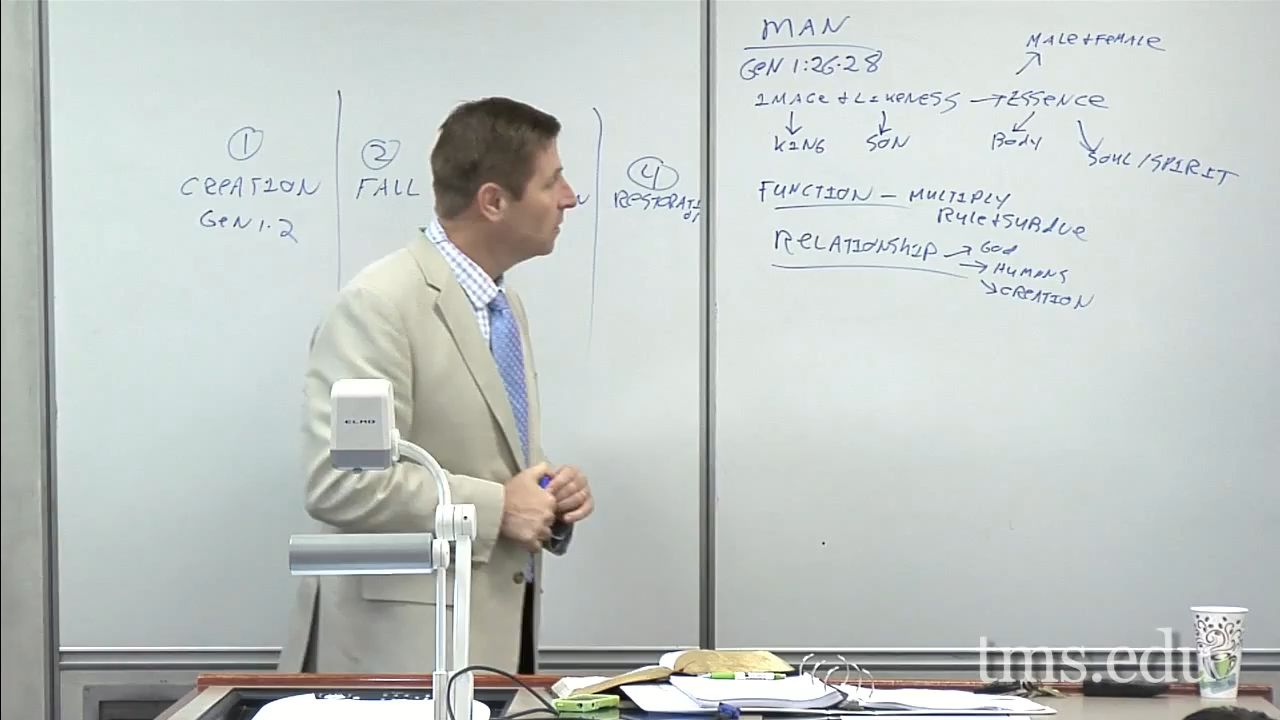 ①
CREATION
GEN 1-2
②
FALL
N
④
RESTORATI
ON
MAN
GEN 1:26-28
MALE + FEMALE
IMAGE + LIKENESS → ESSENCE
KING SON BODY SOUL/SPIRIT
FUNCTION - MULTIPLY
RULE + SUBDUE
RELATIONSHIP → GOD
→ HUMANS
→ CREATION
ELMO
tms.edu